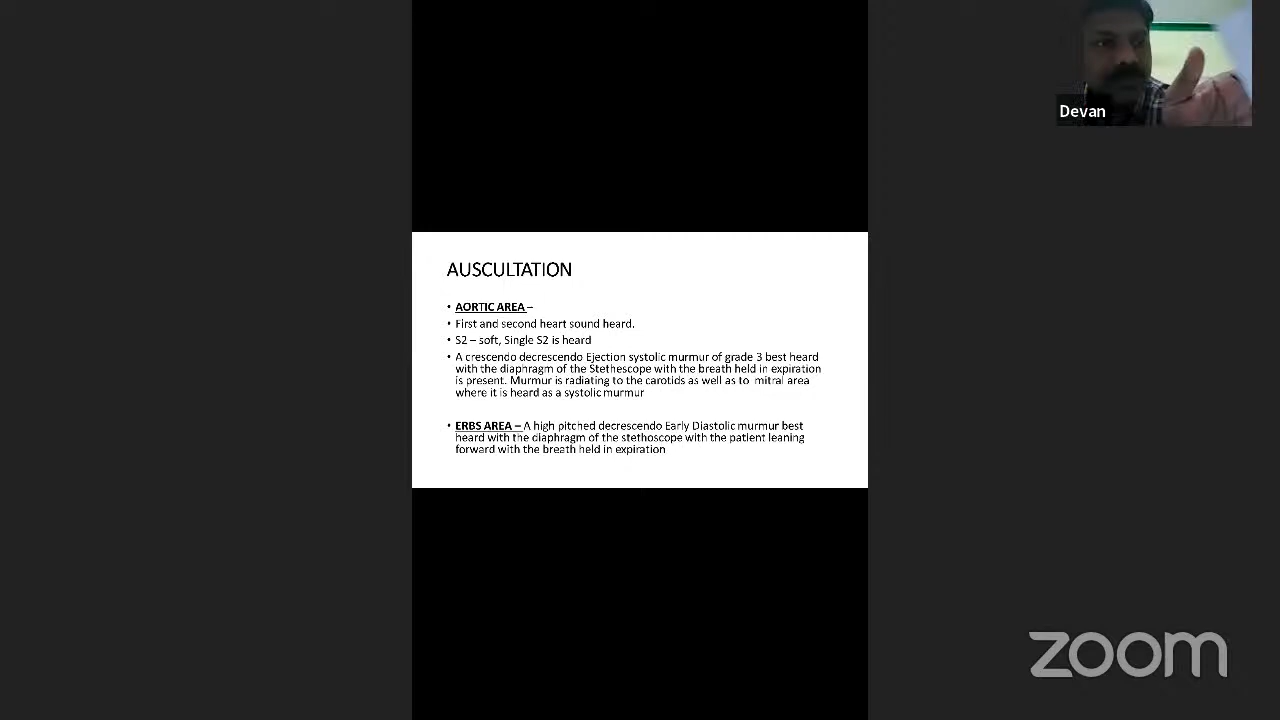 Devan
AUSCULTATION
• AORTIC AREA –
• First and second heart sound heard.
• S2 – soft, Single S2 is heard
• A crescendo decrescendo Ejection systolic murmur of grade 3 best heard
with the diaphragm of the Stethescope with the breath held in expiration
is present. Murmur is radiating to the carotids as well as to mitral area
where it is heard as a systolic murmur
• ERBS AREA – A high pitched decrescendo Early Diastolic murmur best
heard with the diaphragm of the stethoscope with the patient leaning
forward with the breath held in expiration
zoom